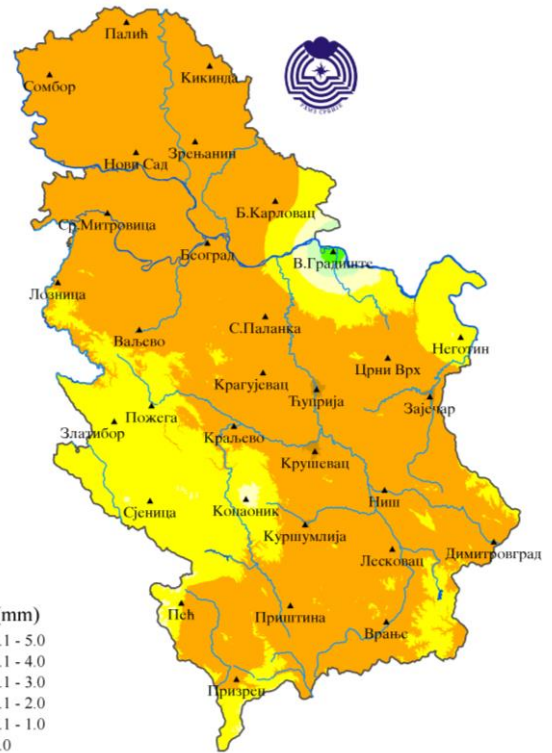 Палић
Кикинда
Сомбор
РХМЗ СРБИЈЕ
Зрењанин
Нови Сад
Б.Карловац
Ср.Митровица
Београд
В.Градиште
Лозница
С.Паланка
Ваљево
Неготин
Црни Врх
Крагујевац
Ћуприја
Зајечар
Пожега
Златибор
Краљево
Крушевац
Ниш
Сјеница
Копаоник
Куршумлија
Димитровград
Лесковац
(mm)
.1 - 5.0
.1 - 4.0
.1 - 3.0
.1 - 2.0
.1 - 1.0
.0
Пећ
Приштина
Врање
Призрен